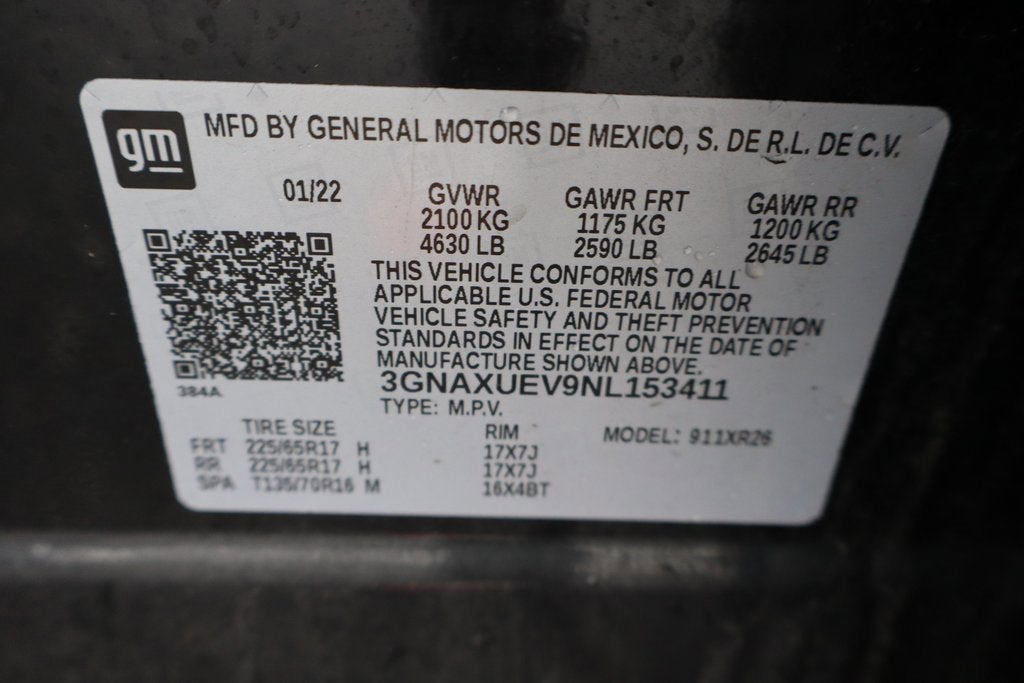 gm
MFD BY GENERAL MOTORS DE MEXICO, S. DE R.L. DE C.V.
01/22
GVWR GAWR FRT GAWR RR
2100 KG 1175 KG 1200 KG
4630 LB 2590 LB 2645 LB
THIS VEHICLE CONFORMS TO ALL
APPLICABLE U.S. FEDERAL MOTOR
VEHICLE SAFETY AND THEFT PREVENTION
STANDARDS IN EFFECT ON THE DATE OF
MANUFACTURE SHOWN ABOVE.
384A
3GNAXUEV9NL153411
TYPE: M.P.V.
TIRE SIZE RIM MODEL: 911XR26
FRT 225/65R17 H 17X7J
RR 225/65R17 H 17X7J
SPA T135/70R16 M 16X4BT